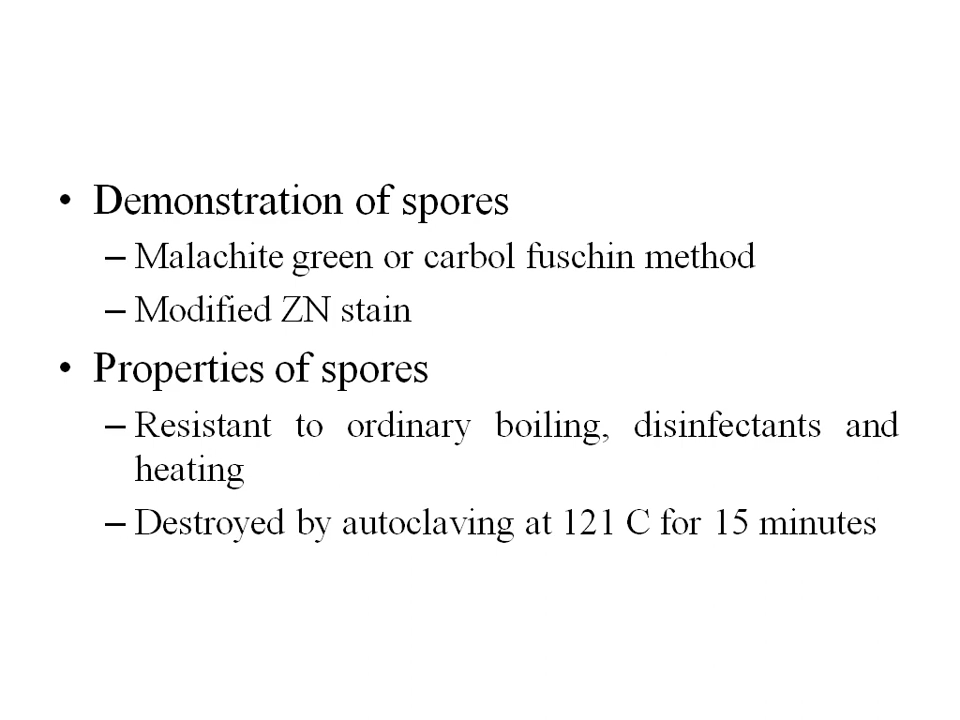 • Demonstration of spores
– Malachite green or carbol fuschin method
– Modified ZN stain
• Properties of spores
– Resistant to ordinary boiling, disinfectants and
heating
– Destroyed by autoclaving at 121 C for 15 minutes